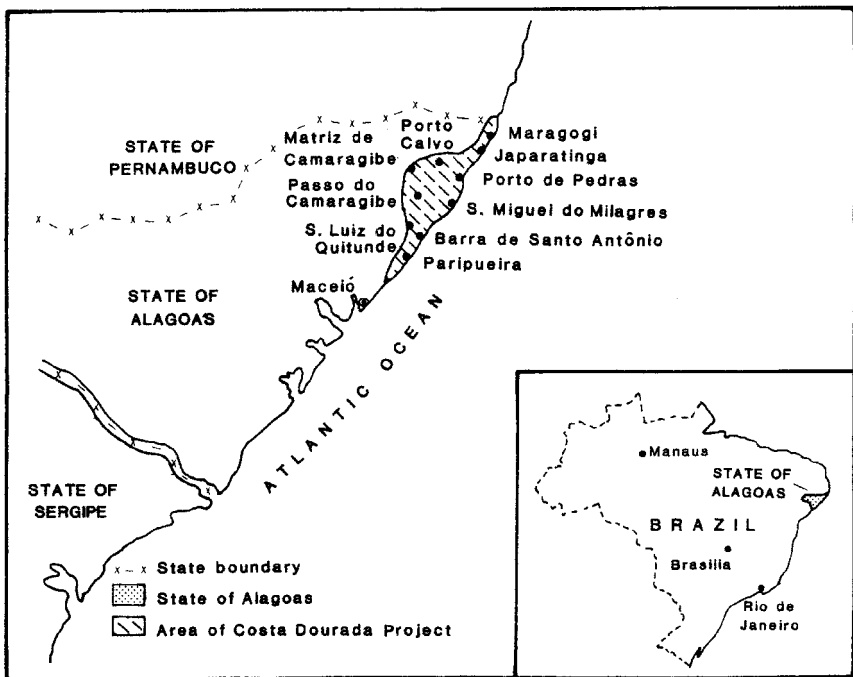 STATE OF
PERNAMBUCO
Matriz de
Camaragibe
Porto
Calvo
Maragogi
Japaratinga
Porto de Pedras
Passo do
Camaragibe
S. Miguel do Milagres
S. Luiz do
Quitunde
Barra de Santo Antônio
Paripueira
Maceió
STATE OF
ALAGOAS
ATLANTIC OCEAN
STATE OF
SERGIPE
State boundary
State of Alagoas
Area of Costa Dourada Project
Manaus
STATE OF
ALAGOAS
BRAZIL
Brasilia
Rio de
Janeiro